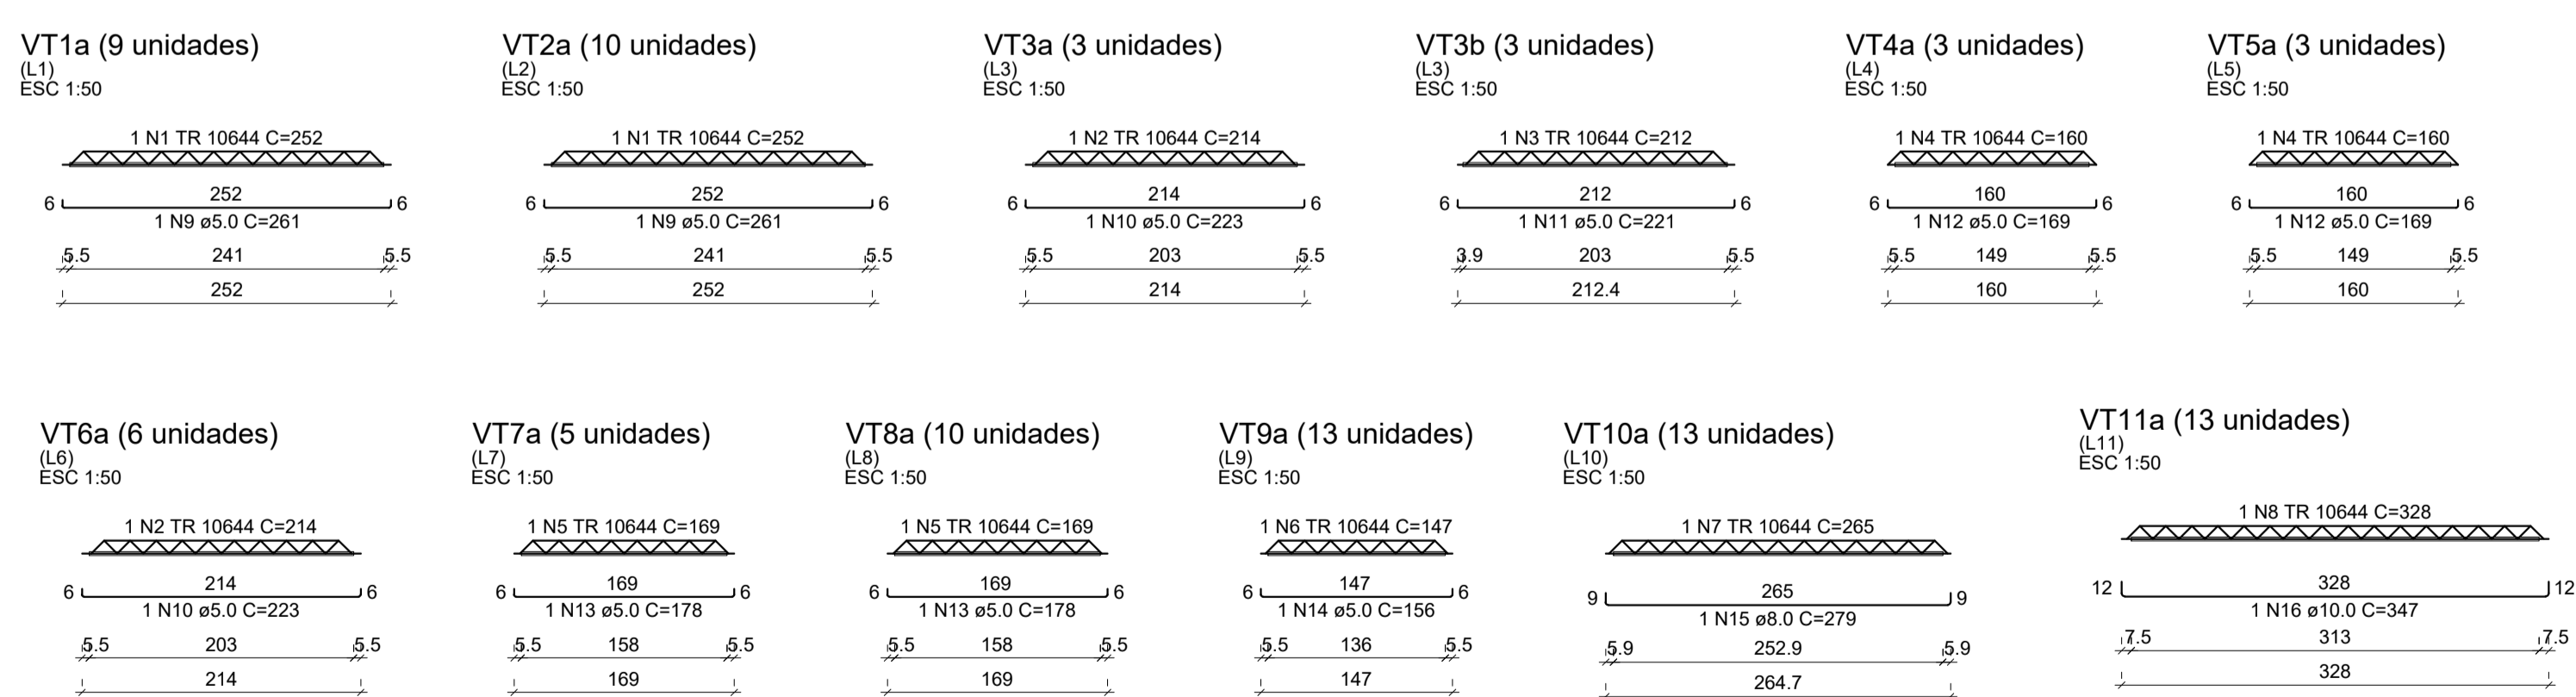 VT1a (9 unidades)
(L1)
ESC 1:50
1 N1 TR 10644 C=252
252
6 6
1 N9 ø5.0 C=261
5.5 241 5.5
252
VT2a (10 unidades)
(L2)
ESC 1:50
1 N1 TR 10644 C=252
252
6 6
1 N9 ø5.0 C=261
5.5 241 5.5
252
VT3a (3 unidades)
(L3)
ESC 1:50
1 N2 TR 10644 C=214
214
6 6
1 N10 ø5.0 C=223
5.5 203 5.5
214
VT3b (3 unidades)
(L3)
ESC 1:50
1 N3 TR 10644 C=212
212
6 6
1 N11 ø5.0 C=221
3.9 203 5.5
212.4
VT4a (3 unidades)
(L4)
ESC 1:50
1 N4 TR 10644 C=160
160
6 6
1 N12 ø5.0 C=169
5.5 149 5.5
160
VT5a (3 unidades)
(L5)
ESC 1:50
1 N4 TR 10644 C=160
160
6 6
1 N12 ø5.0 C=169
5.5 149 5.5
160
VT6a (6 unidades)
(L6)
ESC 1:50
1 N2 TR 10644 C=214
214
6 6
1 N10 ø5.0 C=223
5.5 203 5.5
214
VT7a (5 unidades)
(L7)
ESC 1:50
1 N5 TR 10644 C=169
169
6 6
1 N13 ø5.0 C=178
5.5 158 5.5
169
VT8a (10 unidades)
(L8)
ESC 1:50
1 N5 TR 10644 C=169
169
6 6
1 N13 ø5.0 C=178
5.5 158 5.5
169
VT9a (13 unidades)
(L9)
ESC 1:50
1 N6 TR 10644 C=147
147
6 6
1 N14 ø5.0 C=156
5.5 136 5.5
147
VT10a (13 unidades)
(L10)
ESC 1:50
1 N7 TR 10644 C=265
265
9 9
1 N15 ø8.0 C=279
5.9 252.9 5.9
264.7
VT11a (13 unidades)
(L11)
ESC 1:50
1 N8 TR 10644 C=328
328
12 12
1 N16 ø10.0 C=347
7.5 313 7.5
328